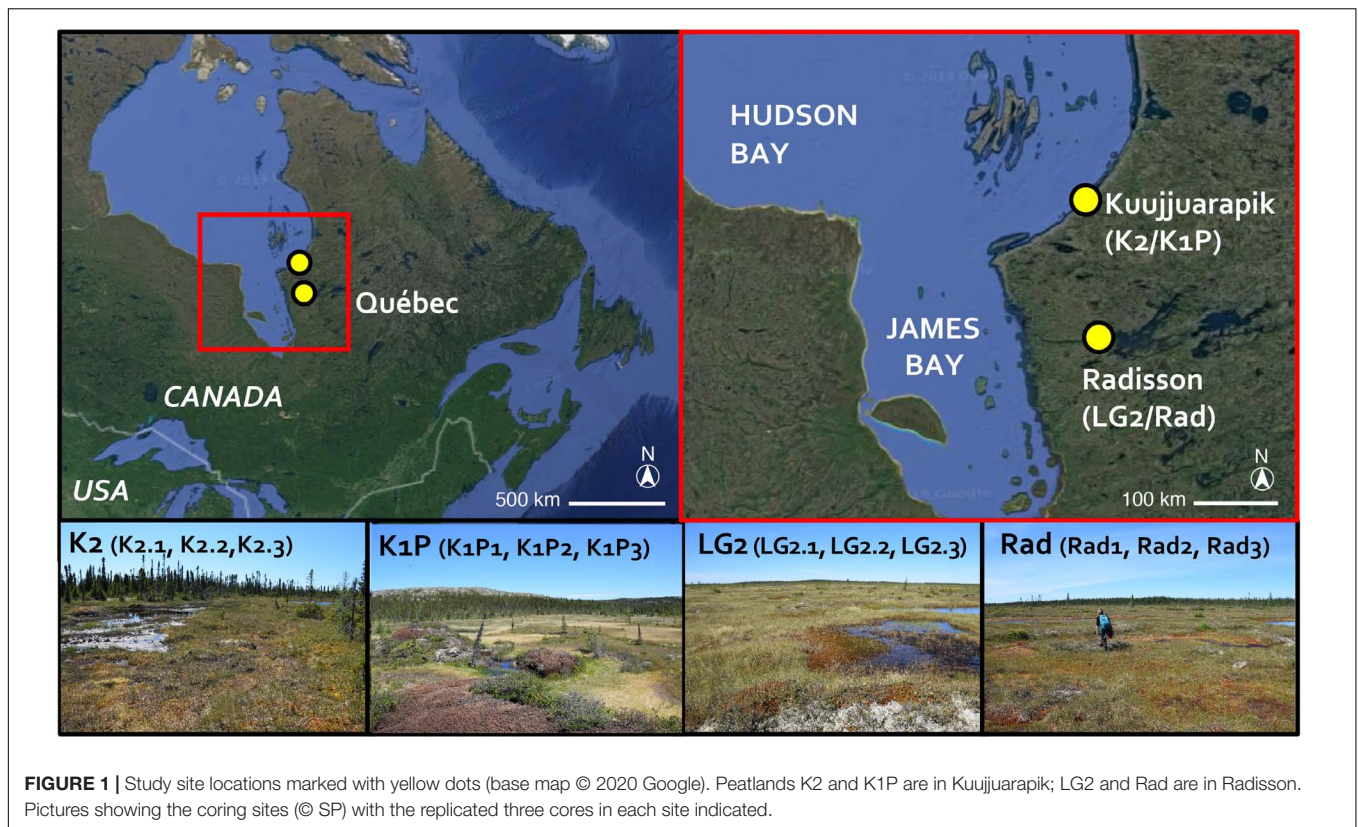 HUDSON
BAY
Kuujjuarapik
(K2/K1P)
JAMES
BAY
Radisson
(LG2/Rad)
Québec
CANADA
USA
N
500 km
N
100 km
K2 (K2.1, K2.2,K2.3)
K1P (K1P1, K1P2, K1P3)
LG2 (LG2.1, LG2.2, LG2.3)
Rad (Rad1, Rad2, Rad3)
FIGURE 1 | Study site locations marked with yellow dots (base map © 2020 Google). Peatlands K2 and K1P are in Kuujjuarapik; LG2 and Rad are in Radisson.
Pictures showing the coring sites (© SP) with the replicated three cores in each site indicated.